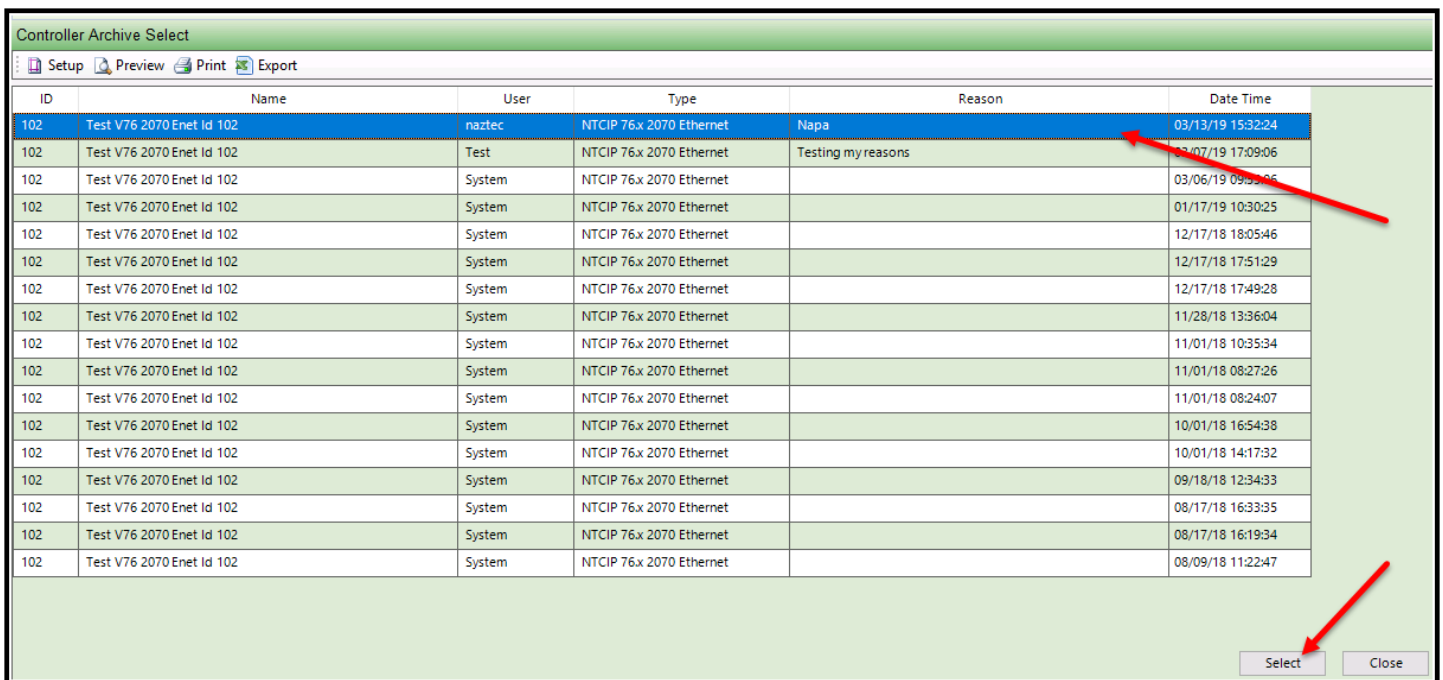 Controller Archive Select
Setup Preview Print Export
ID Name User Type Reason Date Time
102 Test V76 2070 Enet Id 102 naztec NTCIP 76.x 2070 Ethernet Napa 03/13/19 15:32:24
102 Test V76 2070 Enet Id 102 Test NTCIP 76.x 2070 Ethernet Testing my reasons 03/07/19 17:09:06
102 Test V76 2070 Enet Id 102 System NTCIP 76.x 2070 Ethernet 03/06/19
102 Test V76 2070 Enet Id 102 System NTCIP 76.x 2070 Ethernet 01/17/19 10:30:25
102 Test V76 2070 Enet Id 102 System NTCIP 76.x 2070 Ethernet 12/17/18 18:05:46
102 Test V76 2070 Enet Id 102 System NTCIP 76.x 2070 Ethernet 12/17/18 17:51:29
102 Test V76 2070 Enet Id 102 System NTCIP 76.x 2070 Ethernet 12/17/18 17:49:28
102 Test V76 2070 Enet Id 102 System NTCIP 76.x 2070 Ethernet 11/28/18 13:36:04
102 Test V76 2070 Enet Id 102 System NTCIP 76.x 2070 Ethernet 11/01/18 10:35:34
102 Test V76 2070 Enet Id 102 System NTCIP 76.x 2070 Ethernet 11/01/18 08:27:26
102 Test V76 2070 Enet Id 102 System NTCIP 76.x 2070 Ethernet 11/01/18 08:24:07
102 Test V76 2070 Enet Id 102 System NTCIP 76.x 2070 Ethernet 10/01/18 16:54:38
102 Test V76 2070 Enet Id 102 System NTCIP 76.x 2070 Ethernet 10/01/18 14:17:32
102 Test V76 2070 Enet Id 102 System NTCIP 76.x 2070 Ethernet 09/18/18 12:34:33
102 Test V76 2070 Enet Id 102 System NTCIP 76.x 2070 Ethernet 08/17/18 16:33:35
102 Test V76 2070 Enet Id 102 System NTCIP 76.x 2070 Ethernet 08/17/18 16:19:34
102 Test V76 2070 Enet Id 102 System NTCIP 76.x 2070 Ethernet 08/09/18 11:22:47
Select Close